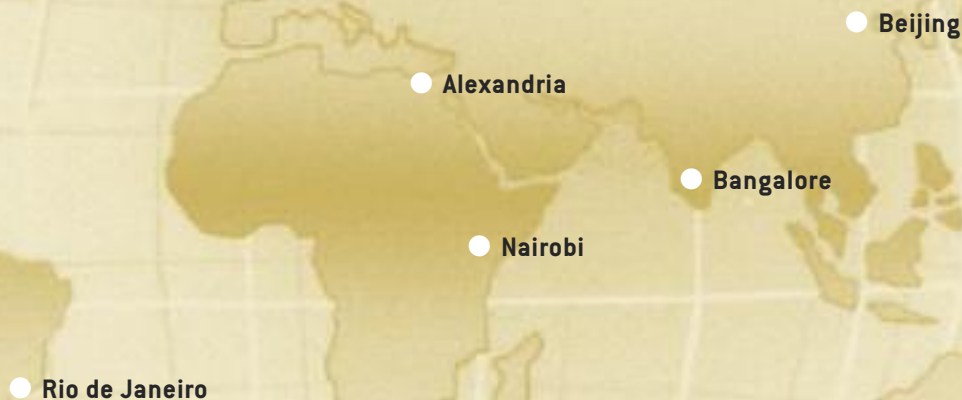 Beijing
Alexandria
Bangalore
Nairobi
Rio de Janeiro